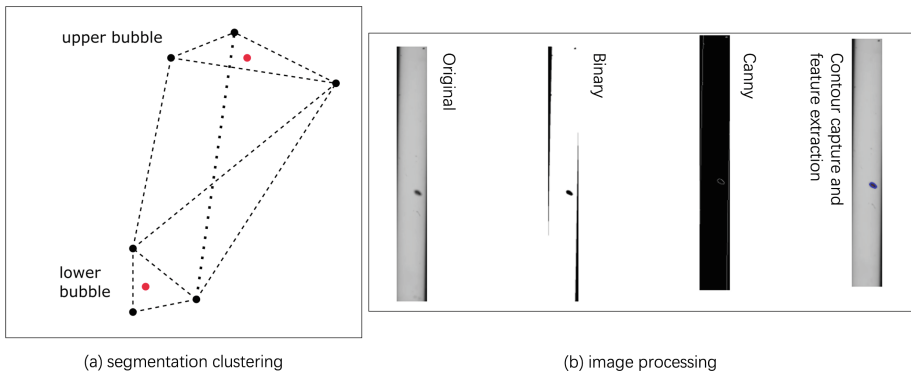 upper bubble
lower
bubble
(a) segmentation clustering
Original
Binary
Canny
Contour capture and
feature extraction
(b) image processing